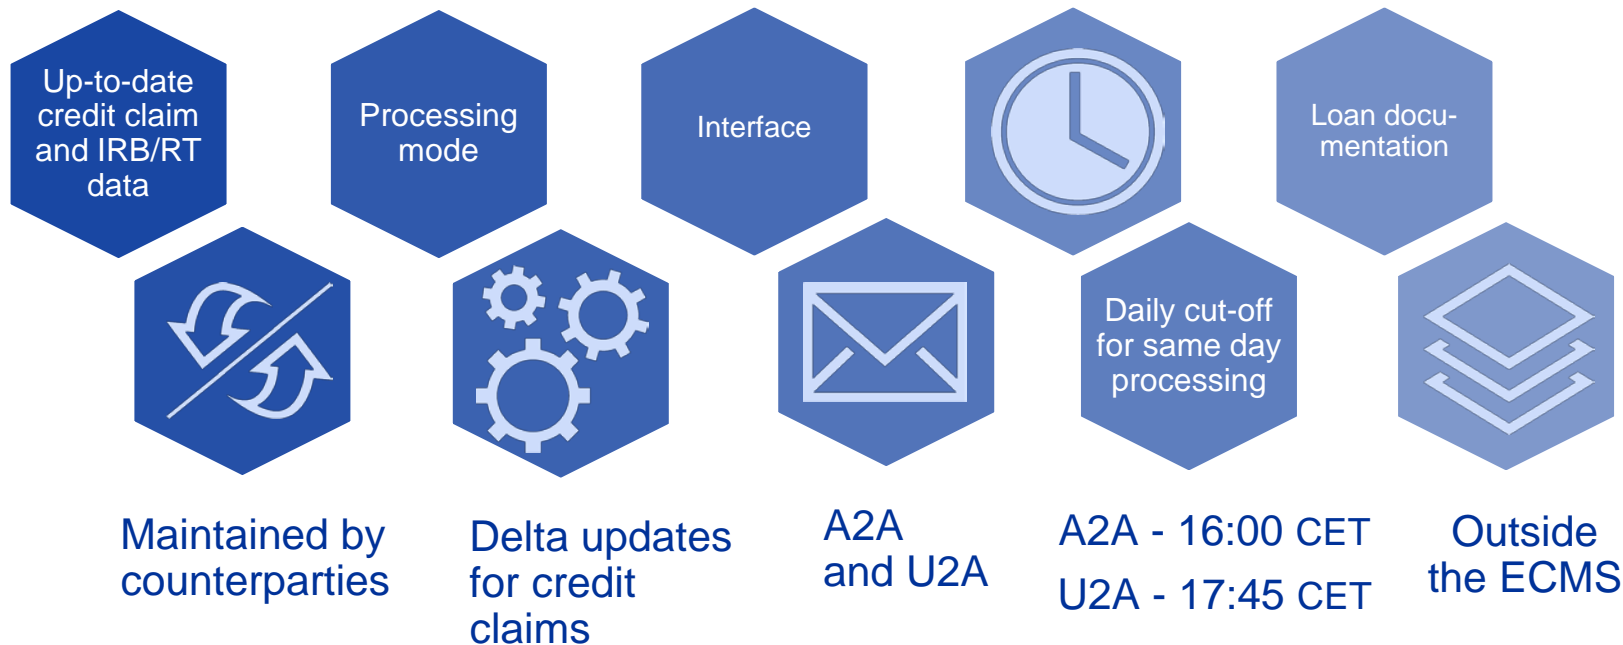 Up-to-date
credit claim
and IRB/RT
data
Processing
mode
Interface
Loan docu-
mentation
Daily cut-off
for same day
processing
Maintained by
counterparties
Delta updates
for credit
claims
A2A
and U2A
A2A - 16:00 CET
U2A - 17:45 CET
Outside
the ECMS